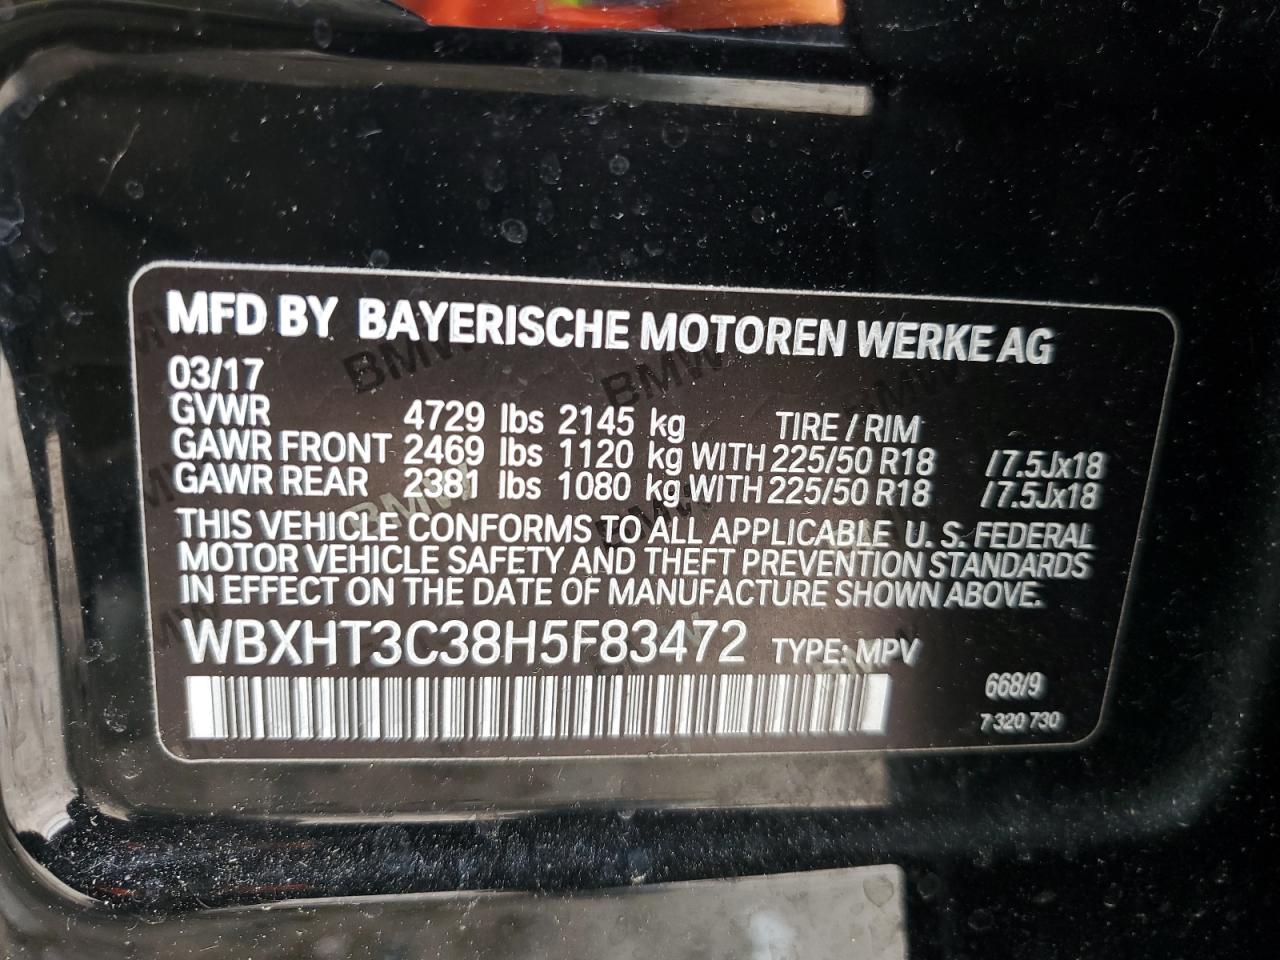 MFD BY BAYERISCHE MOTOREN WERKE AG
03/17
GVWR 4729 lbs 2145 kg TIRE / RIM
GAWR FRONT 2469 lbs 1120 kg WITH 225/50 R18 /7.5Jx18
GAWR REAR 2381 lbs 1080 kg WITH 225/50 R18 /7.5Jx18
THIS VEHICLE CONFORMS TO ALL APPLICABLE U.S. FEDERAL
MOTOR VEHICLE SAFETY AND THEFT PREVENTION STANDARDS
IN EFFECT ON THE DATE OF MANUFACTURE SHOWN ABOVE.
WBXHT3C38H5F83472 TYPE: MPV
668/9
7 320 730